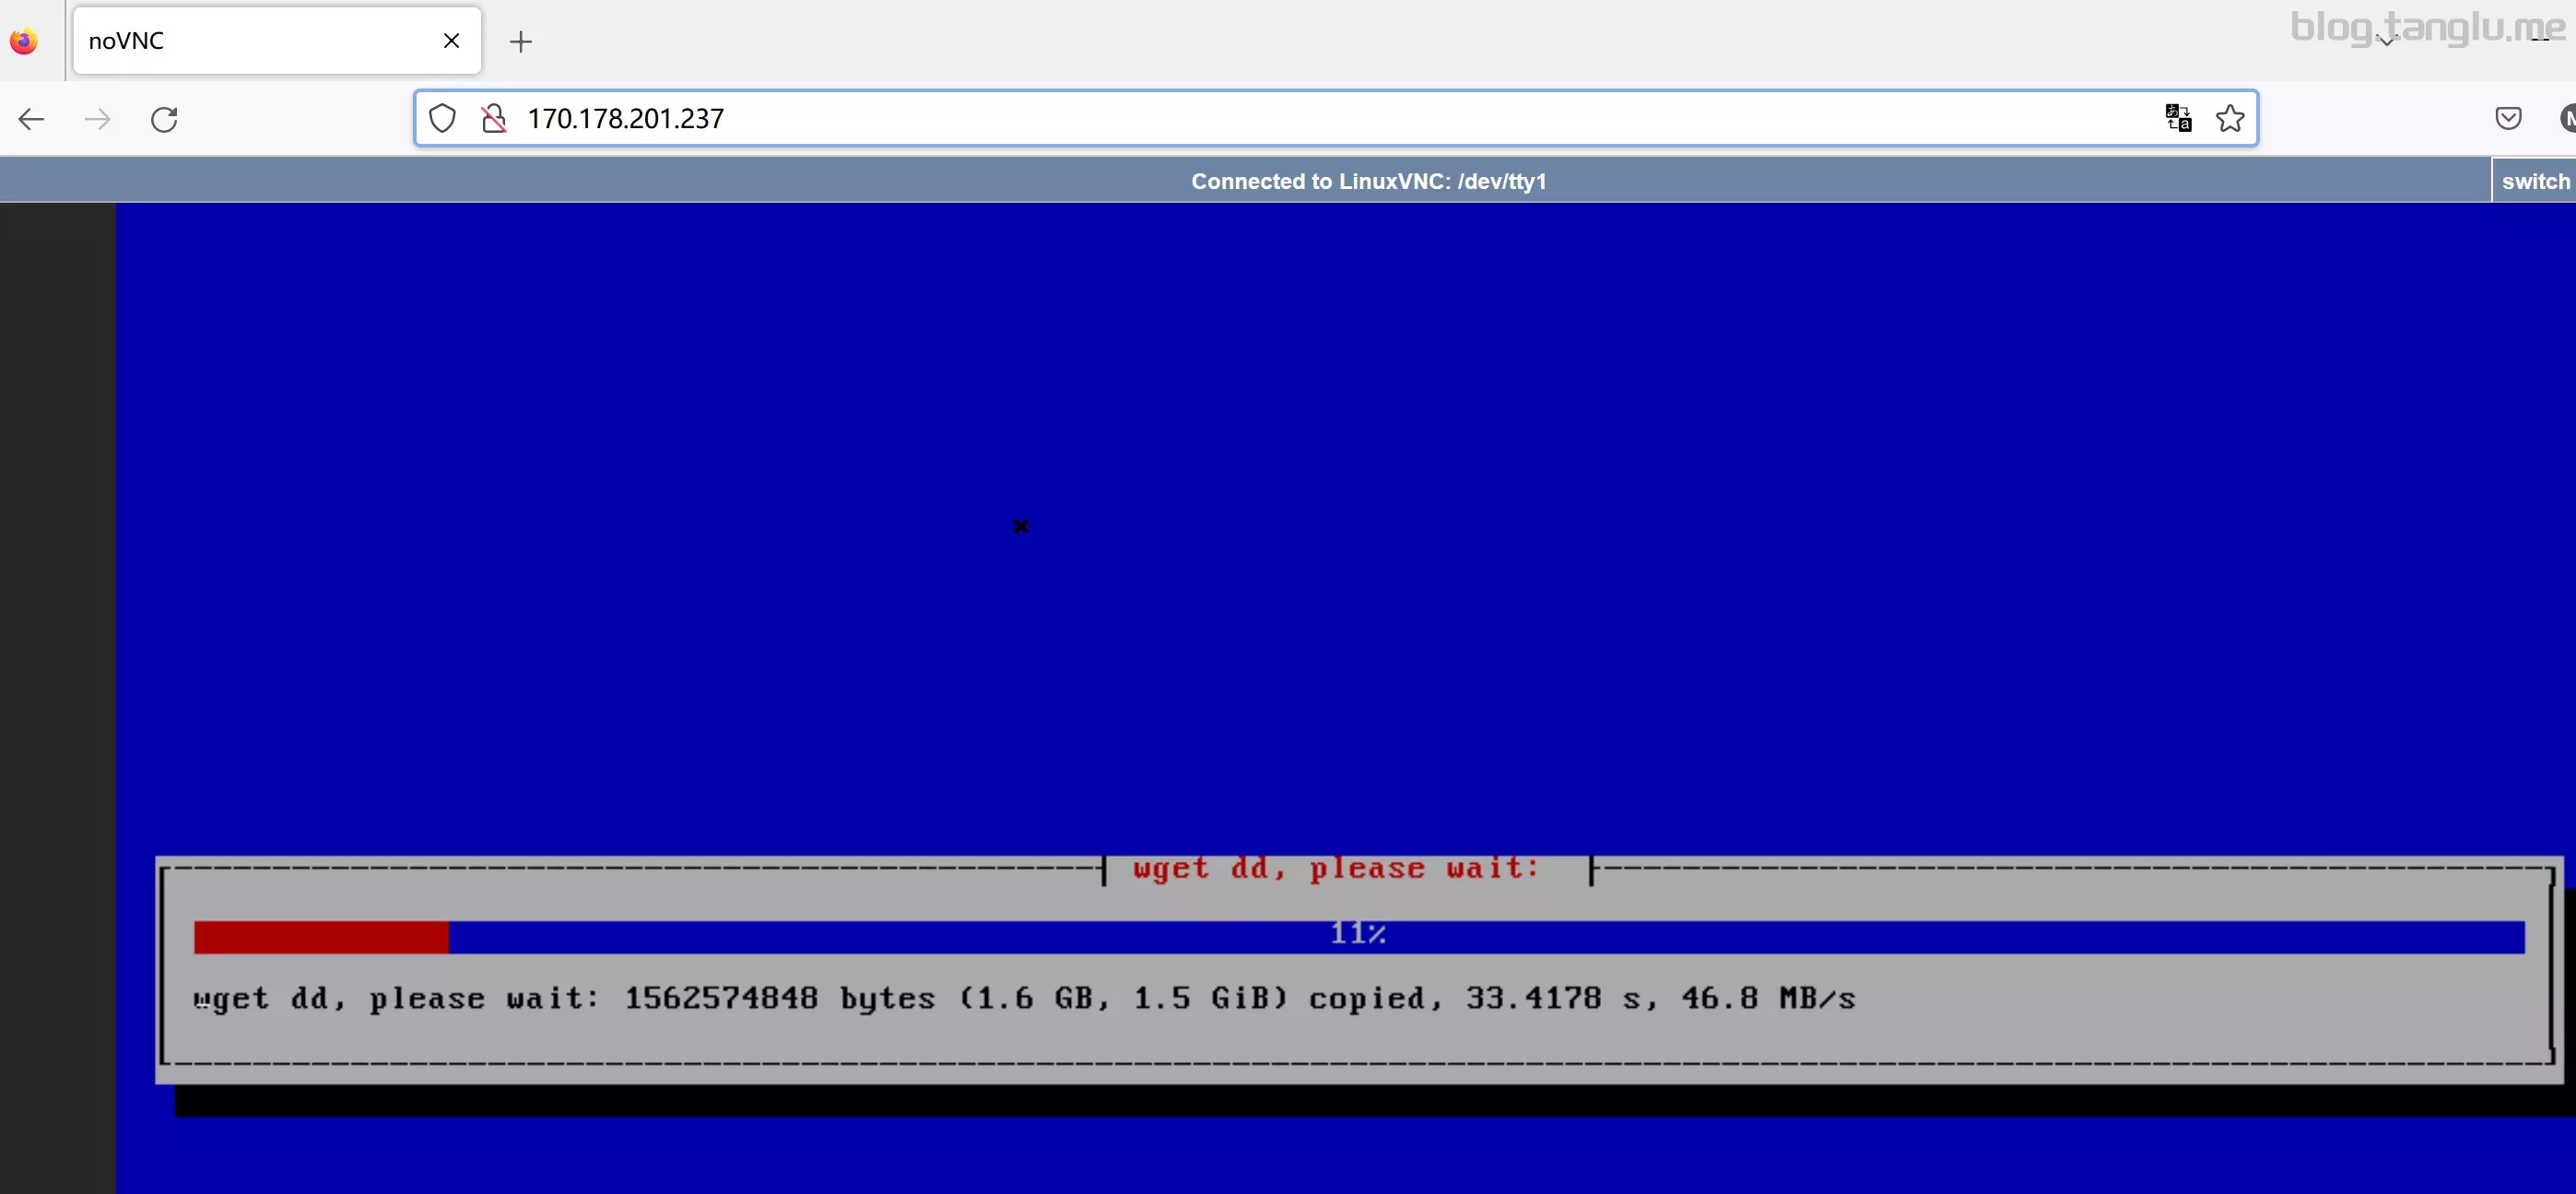 noVNC
blog.tanglu.me
170.178.201.237
Connected to LinuxVNC: /dev/tty1
switch
wget dd, please wait:
11%
wget dd, please wait: 1562574848 bytes (1.6 GB, 1.5 GiB) copied, 33.4178 s, 46.8 MB/s